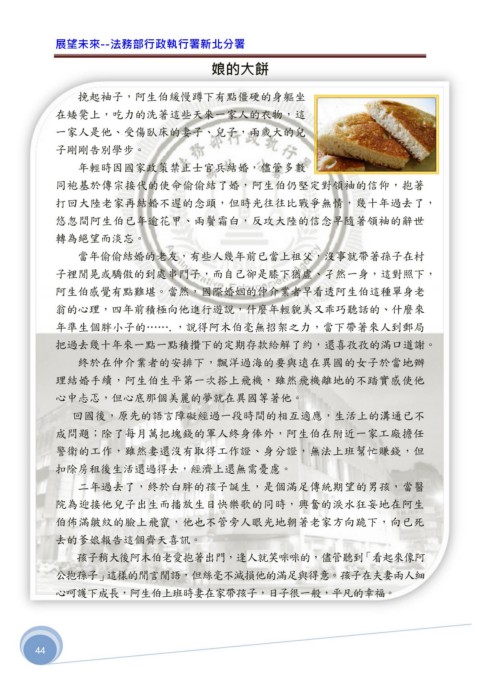 展望未來--法務部行政執行署新北分署
娘的大餅
挽起袖子，阿生伯緩慢蹲下有點僵硬的身軀坐
在矮凳上，吃力的洗著這些天來一家人的衣物，這
一家人是他、受傷臥床的妻子、兒子，兩歲大的兒
子剛剛告別學步。
年輕時因國家政策禁止士官兵結婚，儘管多數
同袍基於傳宗接代的使命偷偷結了婚，阿生伯仍堅定對領袖的信仰，抱著
打回大陸老家再結婚不遲的念頭，但時光往往比戰爭無情，幾十年過去了，
悠忽間阿生伯已年逾花甲、兩鬢霜白，反攻大陸的信念早隨著領袖的辭世
轉為絕望而淡忘。
當年偷偷結婚的老友，有些人幾年前已當上祖父，沒事就帶著孫子在村
子裡閒晃或驕傲的到處串門子，而自己卻是膝下猶虛、孑然一身，這對照下，
阿生伯感覺有點難堪。當然，國際婚姻的仲介業者早看透阿生伯這種單身老
翁的心理，四年前積極向他進行遊說，什麼年輕貌美又乖巧聽話的、什麼來
年準生個胖小子的…….，說得阿木伯毫無招架之力，當下帶著來人到郵局
把過去幾十年來一點一點積攢下的定期存款給解了約，還喜孜孜的滿口道謝。
終於在仲介業者的安排下，飄洋過海的要與遠在異國的女子於當地辦
理結婚手續，阿生伯生平第一次搭上飛機，雖然飛機離地的不踏實感使他
心中忐忑，但心底那個美麗的夢就在異國等著他。
回國後，原先的語言障礙經過一段時間的相互適應，生活上的溝通已不
成問題；除了每月萬把塊錢的軍人終身俸外，阿生伯在附近一家工廠擔任
警衛的工作，雖然妻還沒有取得工作證、身分證，無法上班幫忙賺錢，但
扣除房租後生活還過得去，經濟上還無需憂慮。
二年過去了，終於白胖的孩子誕生，是個滿足傳統期望的男孩，當醫
院為迎接他兒子出生而播放生日快樂歌的同時，興奮的淚水狂妄地在阿生
伯佈滿皺紋的臉上飛竄，他也不管旁人眼光地朝著老家方向跪下，向已死
去的爹娘報告這個齊天喜訊。
孩子稍大後阿木伯老愛抱著出門，逢人就笑咪咪的，儘管聽到「看起來像阿
公抱孫子」這樣的閒言閒語，但絲毫不減損他的滿足與得意。孩子在夫妻兩人細
心呵護下成長，阿生伯上班時妻在家帶孩子，日子很一般，平凡的幸福。
44